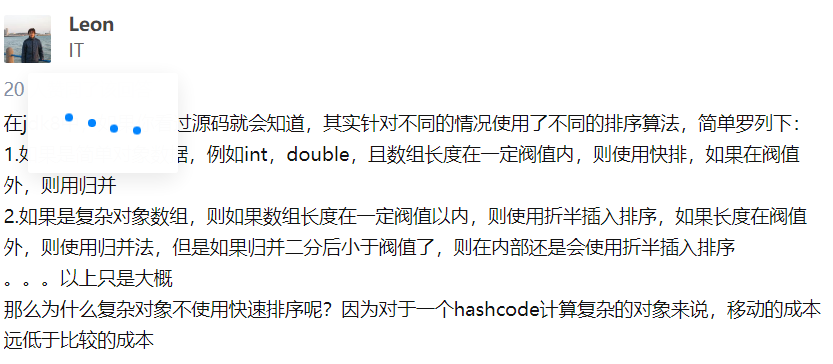 Leon
IT
20
在j 过源码就会知道，其实针对不同的情况使用了不同的排序算法，简单罗列下：
1.如 据，例如int，double，且数组长度在一定阀值内，则使用快排，如果在阀值
外，则用归并
2.如果是复杂对象数组，则如果数组长度在一定阀值以内，则使用折半插入排序，如果长度在阀值
外，则使用归并法，但是如果归并二分后小于阀值了，则在内部还是会使用折半插入排序
。。。以上只是大概
那么为什么复杂对象不使用快速排序呢？因为对于一个hashcode计算复杂的对象来说，移动的成本
远低于比较的成本